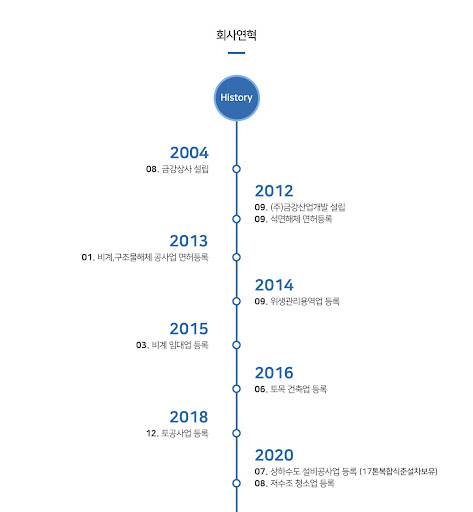 회사연혁
History
2004
08. 금강상사 설립
2012
09. (주)금강산업개발 설립
09. 석면해체 면허등록
2013
01. 비계,구조물해체 공사업 면허등록
2014
09. 위생관리용역업 등록
2015
03. 비계 임대업 등록
2016
06. 토목 건축업 등록
2018
12. 토공사업 등록
2020
07. 상하수도 설비공사업 등록 (17톤복합식준설차보유)
08. 저수조 청소업 등록